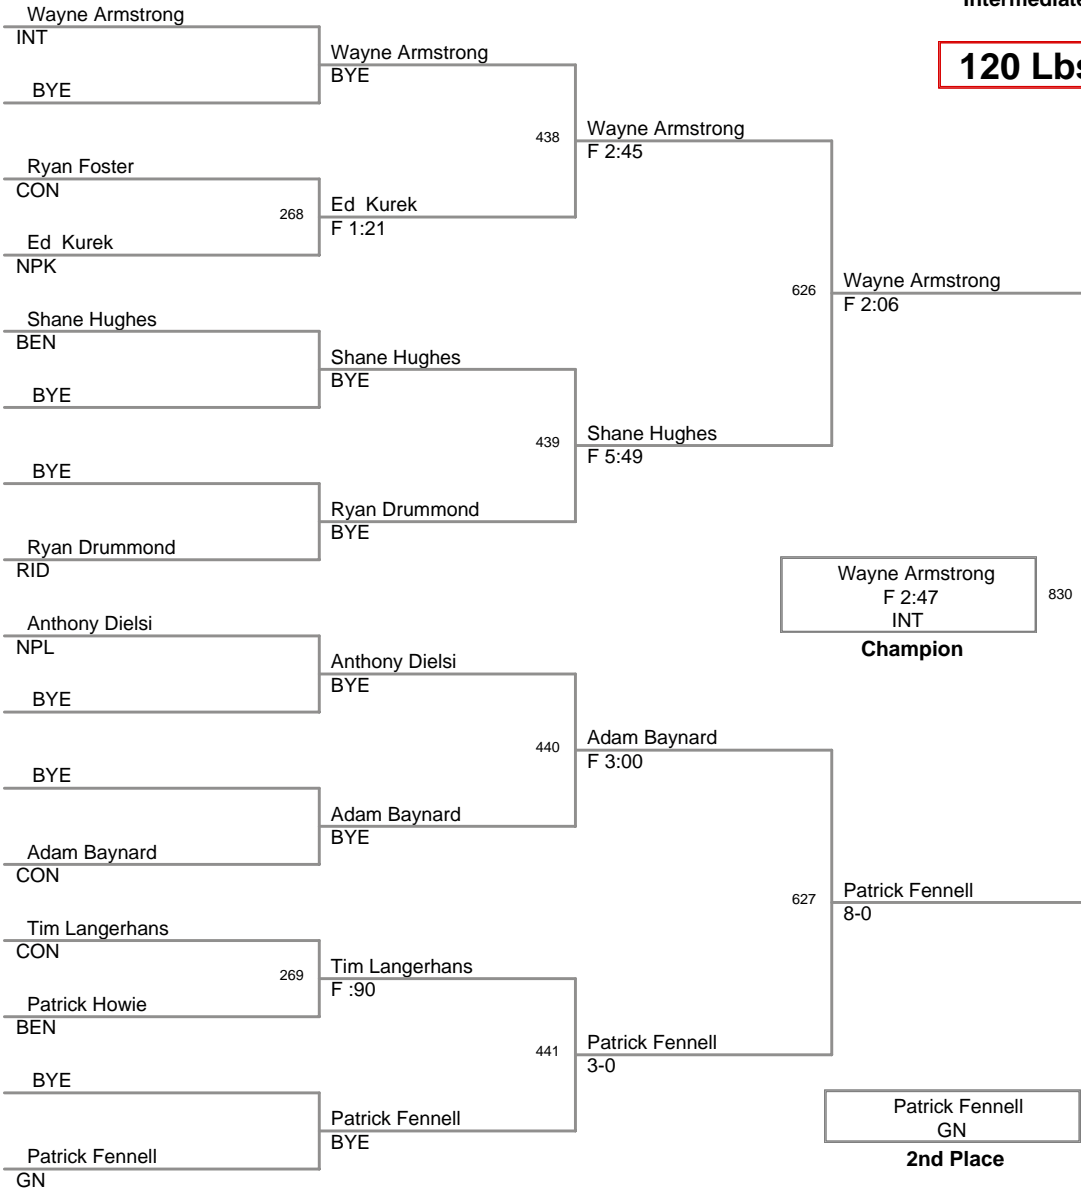 Intermediate
120 Lbs
Wayne Armstrong
INT
BYE
Ryan Foster
CON
Ed Kurek
NPK
Shane Hughes
BEN
BYE
BYE
Ryan Drummond
RID
Anthony Dielsi
NPL
BYE
BYE
Adam Baynard
CON
Tim Langerhans
CON
Patrick Howie
BEN
BYE
Patrick Fennell
GN
Wayne Armstrong
BYE
268
Ed Kurek
F 1:21
Shane Hughes
BYE
Ryan Drummond
BYE
Anthony Dielsi
BYE
Adam Baynard
BYE
269
Tim Langerhans
F :90
Patrick Fennell
BYE
438
Wayne Armstrong
F 2:45
439
Shane Hughes
F 5:49
440
Adam Baynard
F 3:00
441
Patrick Fennell
3-0
626
Wayne Armstrong
F 2:06
627
Patrick Fennell
8-0
Wayne Armstrong
F 2:47
INT
830
Champion
Patrick Fennell
GN
2nd Place